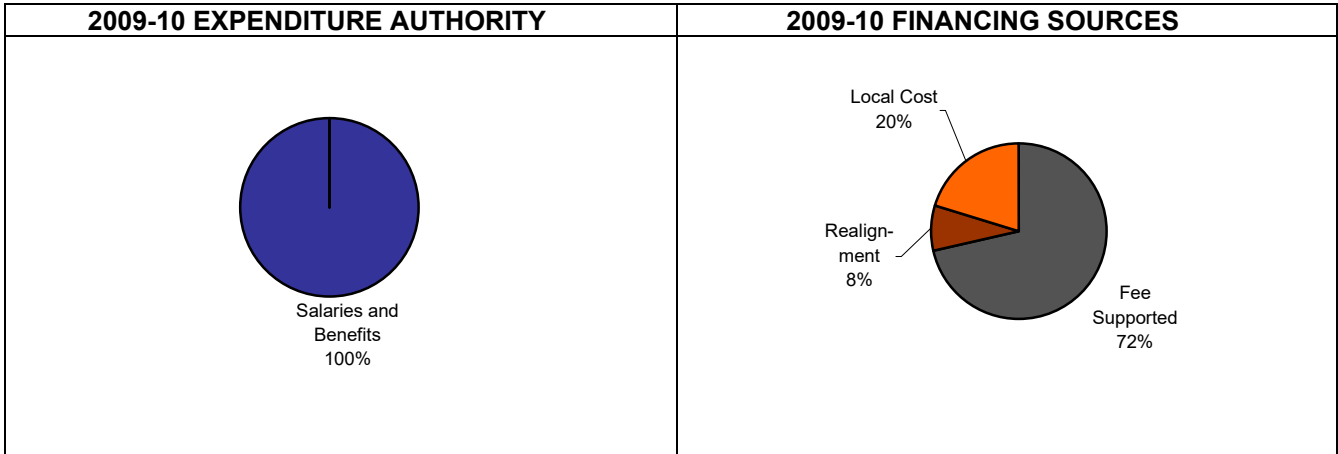 2009-10 EXPENDITURE AUTHORITY
Salaries and
Benefits
100%
2009-10 FINANCING SOURCES
Local Cost
20%
Realign-
ment
8%
Fee
Supported
72%